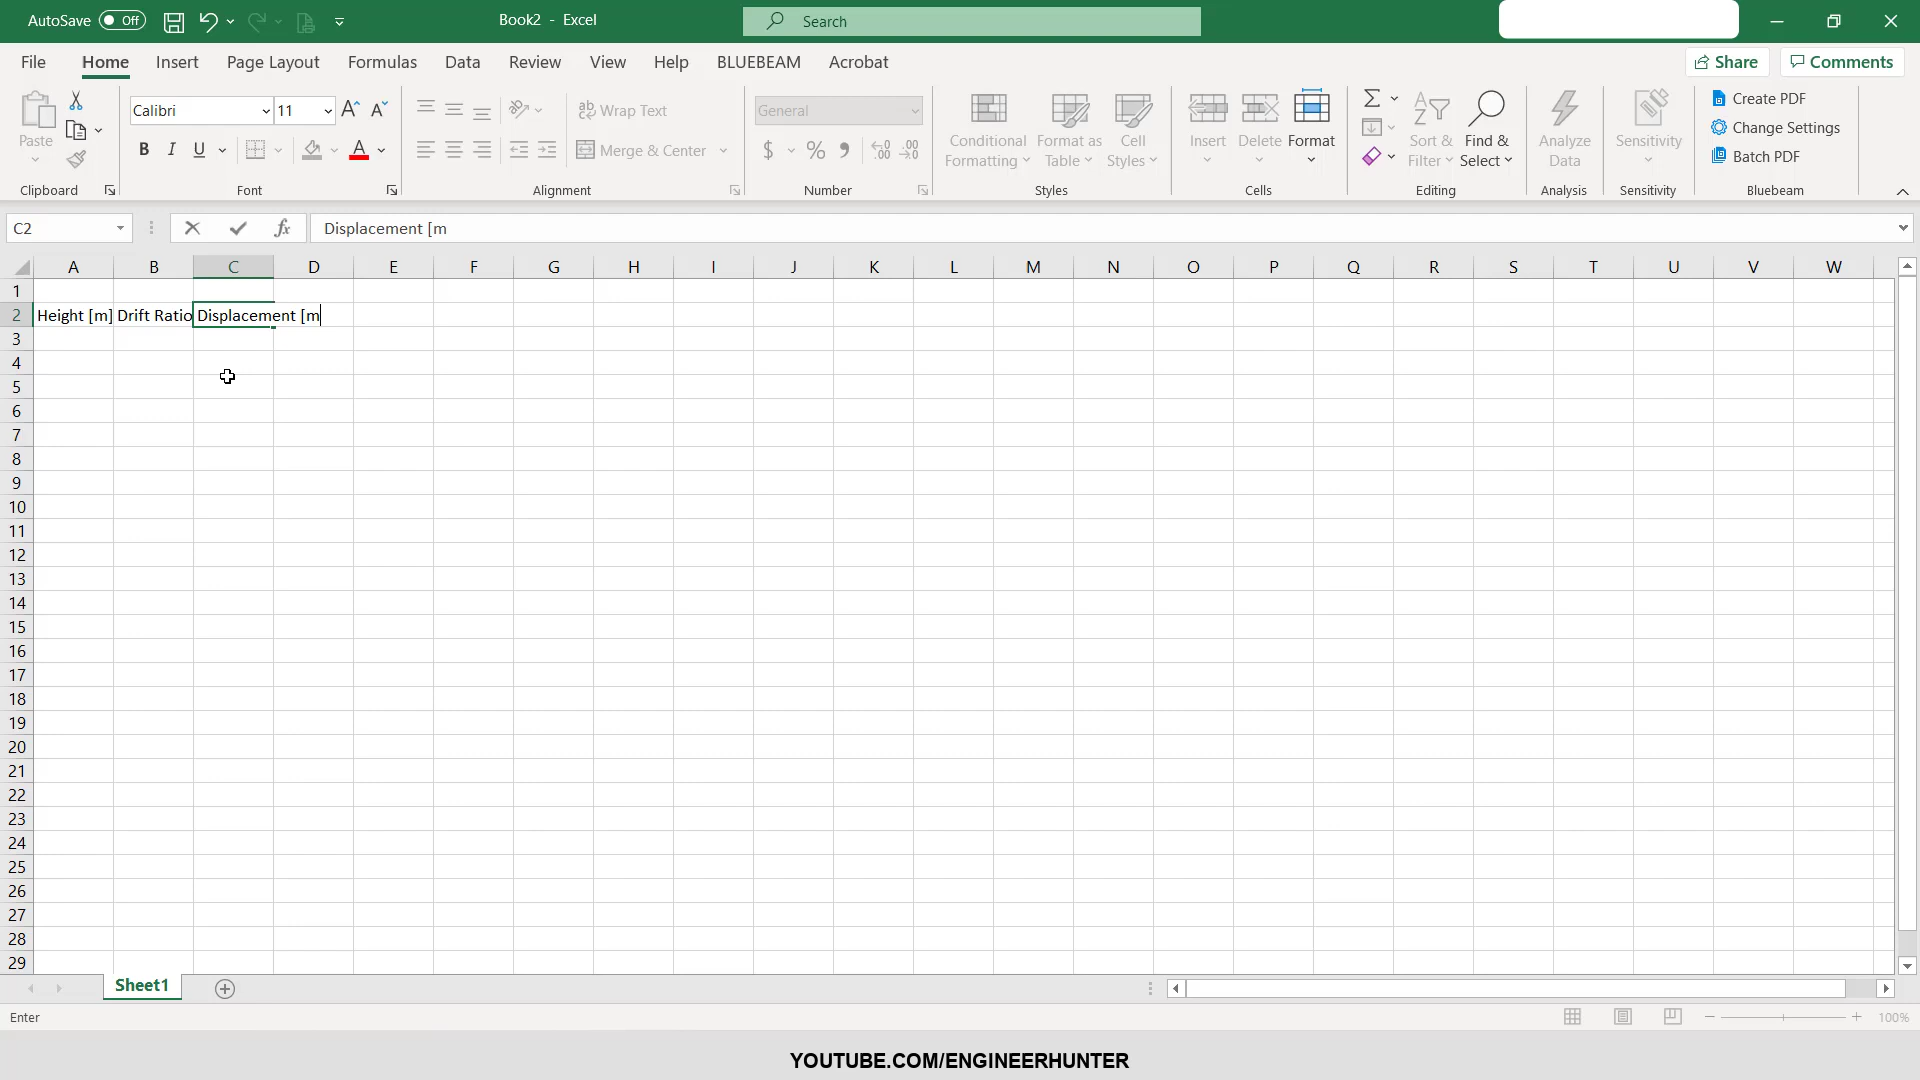 AutoSave Off Book2 - Excel Search
File Home Insert Page Layout Formulas Data Review View Help BLUEBEAM Acrobat Share Comments
Paste Calibri 11 Wrap Text General Conditional Formatting Format as Table Cell Styles Insert Delete Format Sort & Filter Find & Select Analyze Data Sensitivity Create PDF
B I U A Merge & Center $ % Change Settings
Batch PDF
Clipboard Font Alignment Number Styles Cells Editing Analysis Sensitivity Bluebeam
C2 fx Displacement [m
A B C D E F G H I J K L M N O P Q R S T U V W
1
2 Height [m] Drift Ratio Displacement [m
3
4
5
6
7
8
9
10
11
12
13
14
15
16
17
18
19
20
21
22
23
24
25
26
27
28
29
Sheet1
Enter 100%
YOUTUBE.COM/ENGINEERHUNTER